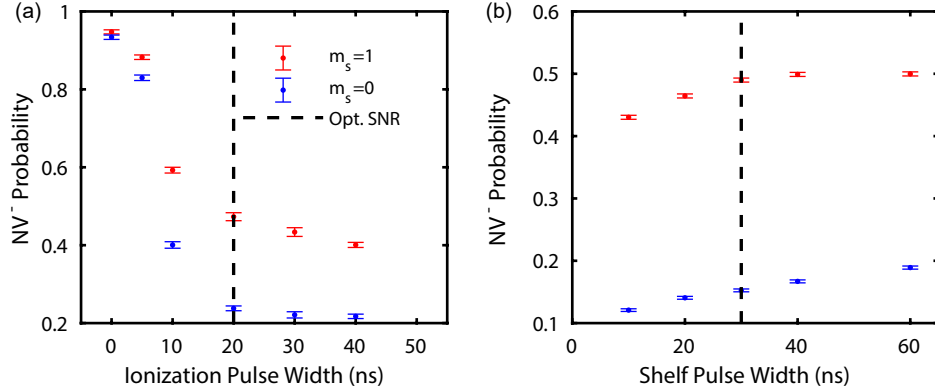 (a)
1
0.8
0.6
0.4
0.2
NV⁻ Probability
mₛ=1
mₛ=0
Opt. SNR
0 10 20 30 40 50
Ionization Pulse Width (ns)
(b)
0.6
0.5
0.4
0.3
0.2
0.1
NV⁻ Probability
0 20 40 60
Shelf Pulse Width (ns)